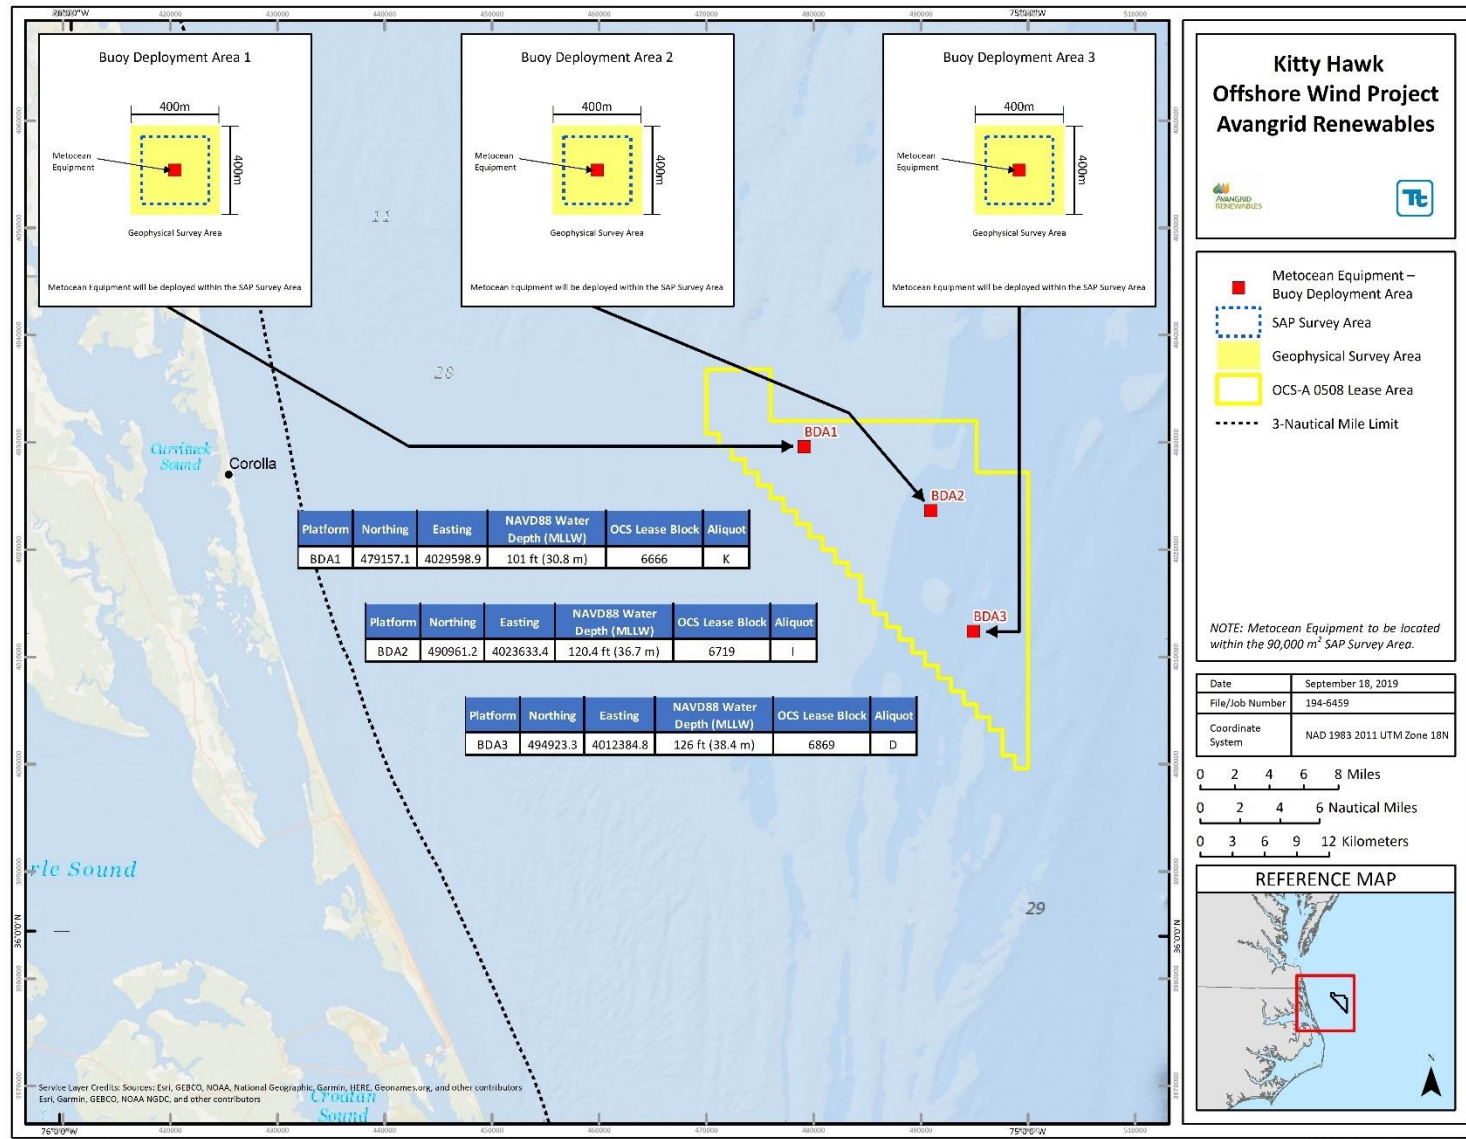 Buoy Deployment Area 1
400m
400m
Metocean
Equipment
Geophysical Survey Area
Metocean Equipment will be deployed within the SAP Survey Area
Buoy Deployment Area 2
400m
400m
Metocean
Equipment
Geophysical Survey Area
Metocean Equipment will be deployed within the SAP Survey Area
Buoy Deployment Area 3
400m
400m
Metocean
Equipment
Geophysical Survey Area
Metocean Equipment will be deployed within the SAP Survey Area
11
28
Currituck
Sound
Corolla
BDA1
BDA2
BDA3
Platform Northing Easting NAVD88 Water Depth (MLLW) OCS Lease Block Aliquot
BDA1 479157.1 4029598.9 101 ft (30.8 m) 6666 K
Platform Northing Easting NAVD88 Water Depth (MLLW) OCS Lease Block Aliquot
BDA2 490961.2 4023633.4 120.4 ft (36.7 m) 6719 I
Platform Northing Easting NAVD88 Water Depth (MLLW) OCS Lease Block Aliquot
BDA3 494923.3 4012384.8 126 ft (38.4 m) 6869 D
rle Sound
29
Croatan
Sound
Service Layer Credits: Sources: Esri, GEBCO, NOAA, National Geographic, Garmin, HERE, Geonames.org, and other contributors
Esri, Garmin, GEBCO, NOAA NGDC, and other contributors
76°0'0"W
75°0'0"W
76°0'0"W
75°0'0"W
36°0'0"N
36°0'0"N
420000
430000
440000
450000
460000
470000
480000
490000
510000
Kitty Hawk
Offshore Wind Project
Avangrid Renewables
AVANGRID
RENEWABLES
Tt
Metocean Equipment –
Buoy Deployment Area
SAP Survey Area
Geophysical Survey Area
OCS-A 0508 Lease Area
3-Nautical Mile Limit
NOTE: Metocean Equipment to be located
within the 90,000 m² SAP Survey Area.
Date September 18, 2019
File/Job Number 194-6459
Coordinate System NAD 1983 2011 UTM Zone 18N
0 2 4 6 8 Miles
0 2 4 6 Nautical Miles
0 3 6 9 12 Kilometers
REFERENCE MAP
N